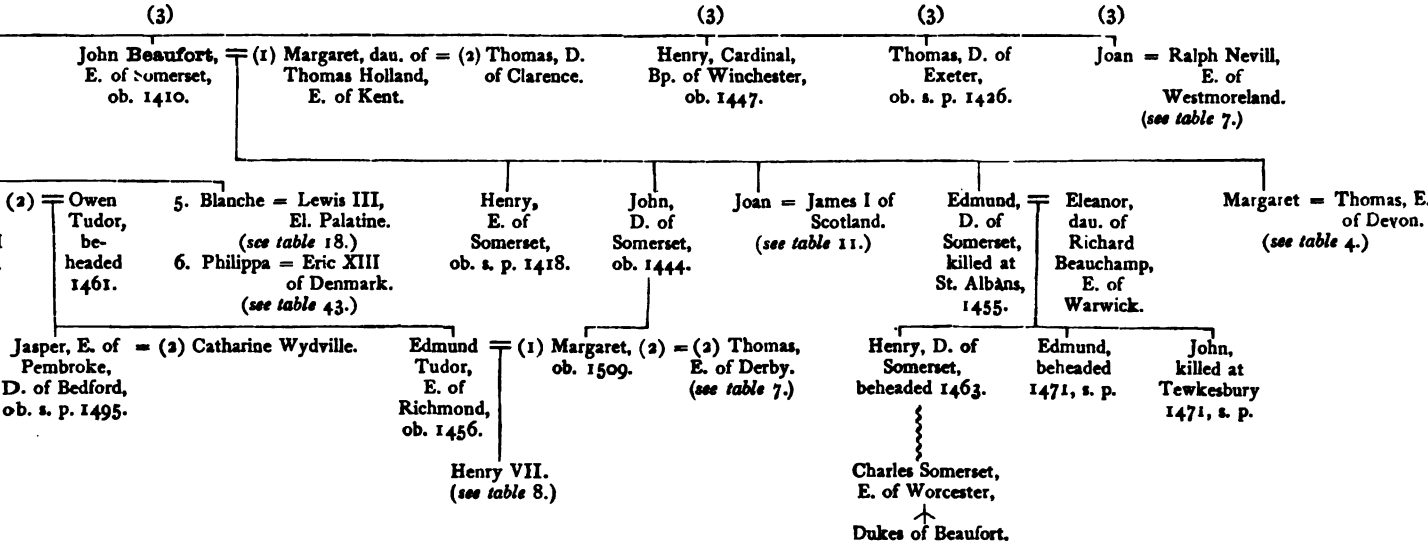 (3) (3) (3) (3)
John Beaufort, = (1) Margaret, dau. of = (2) Thomas, D.
E. of Somerset, Thomas Holland, of Clarence.
ob. 1410. E. of Kent.
Henry, Cardinal,
Bp. of Winchester,
ob. 1447.
Thomas, D. of
Exeter,
ob. s. p. 1426.
Joan = Ralph Nevill,
E. of
Westmoreland.
(see table 7.)
(2) = Owen
Tudor,
be-
headed
1461.
5. Blanche = Lewis III,
El. Palatine.
(see table 18.)
6. Philippa = Eric XIII
of Denmark.
(see table 43.)
Henry,
E. of
Somerset,
ob. s. p. 1418.
John,
D. of
Somerset,
ob. 1444.
Joan = James I of
Scotland.
(see table 11.)
Edmund, =
D. of
Somerset,
killed at
St. Albans,
1455.
Eleanor,
dau. of
Richard
Beauchamp,
E. of
Warwick.
Margaret = Thomas, E.
of Devon.
(see table 4.)
Jasper, E. of = (2) Catharine Wydville.
Pembroke,
D. of Bedford,
ob. s. p. 1495.
Edmund = (1) Margaret, (2) = (2) Thomas,
Tudor, ob. 1509. E. of Derby.
E. of (see table 7.)
Richmond,
ob. 1456.
Henry, D. of
Somerset,
beheaded 1463.
Edmund,
beheaded
1471, s. p.
John,
killed at
Tewkesbury
1471, s. p.
Henry VII.
(see table 8.)
Charles Somerset,
E. of Worcester,
Dukes of Beaufort.